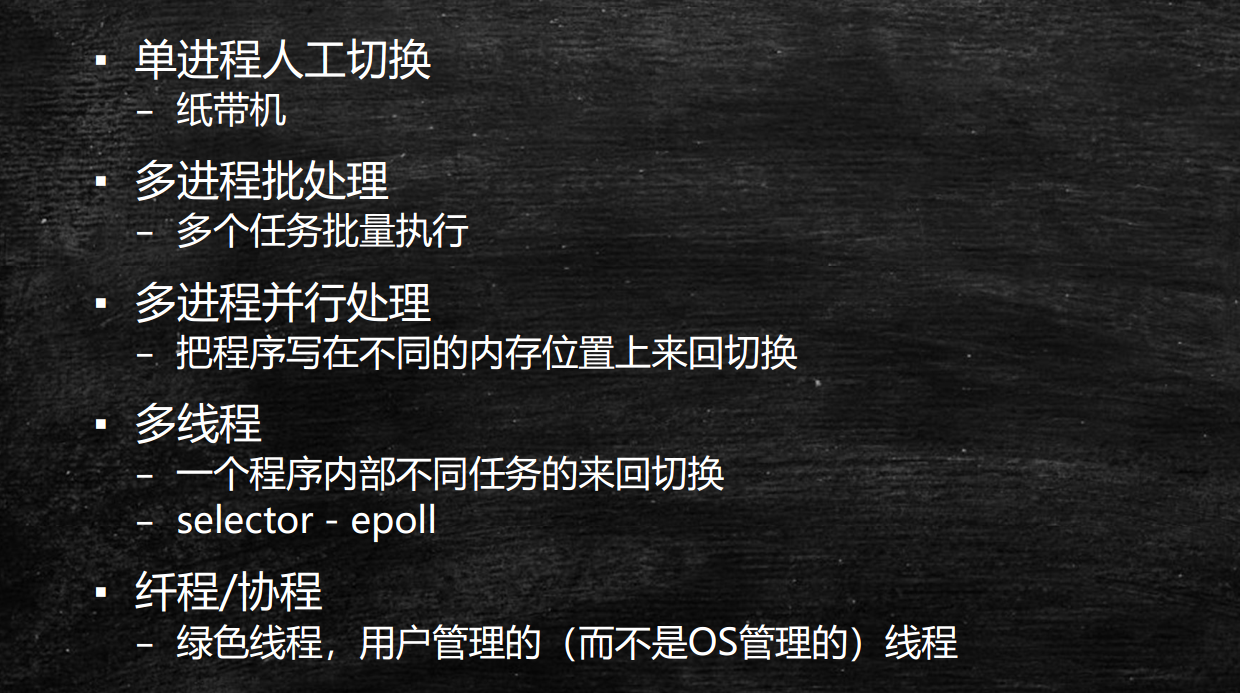 ▪ 单进程人工切换
– 纸带机
▪ 多进程批处理
– 多个任务批量执行
▪ 多进程并行处理
– 把程序写在不同的内存位置上来回切换
▪ 多线程
– 一个程序内部不同任务的来回切换
– selector - epoll
▪ 纤程/协程
– 绿色线程，用户管理的（而不是OS管理的）线程